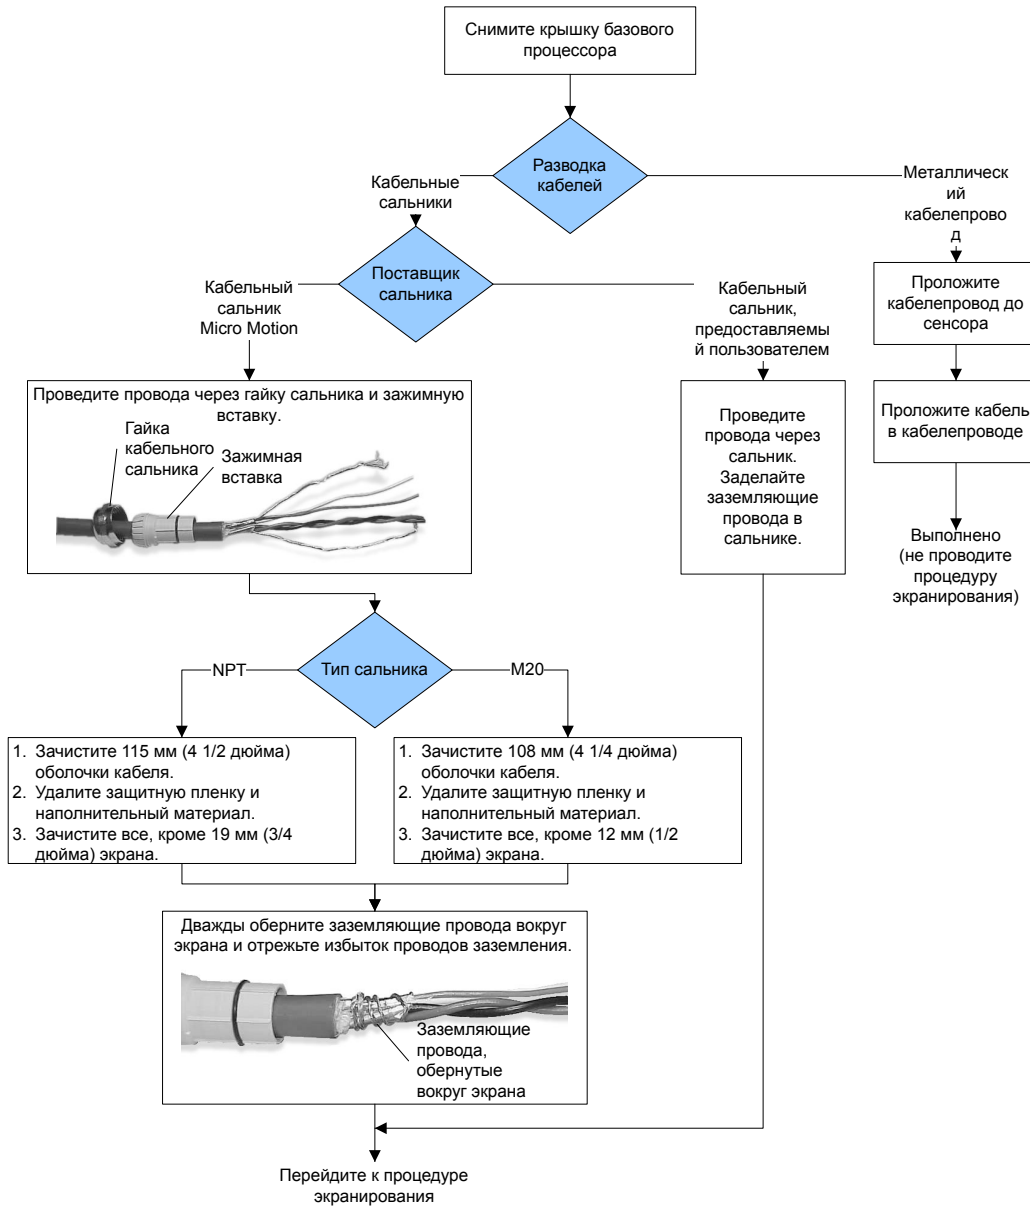 Снимите крышку базового
процессора
Разводка
кабелей
Кабельные
сальники
Металлическ
ий
кабелепрово
д
Поставщик
сальника
Кабельный
сальник
Micro Motion
Кабельный
сальник,
предоставляемы
й пользователем
Проложите
кабелепровод до
сенсора
Проложите кабель
в кабелепроводе
Выполнено
(не проводите
процедуру
экранирования)
Проведите провода через гайку сальника и зажимную
вставку.
Гайка
кабельного
сальника
Зажимная
вставка
Проведите
провода через
сальник.
Заделайте
заземляющие
провода в
сальнике.
Тип сальника
NPT
M20
1. Зачистите 115 мм (4 1/2 дюйма)
оболочки кабеля.
2. Удалите защитную пленку и
наполнительный материал.
3. Зачистите все, кроме 19 мм (3/4
дюйма) экрана.
1. Зачистите 108 мм (4 1/4 дюйма)
оболочки кабеля.
2. Удалите защитную пленку и
наполнительный материал.
3. Зачистите все, кроме 12 мм (1/2
дюйма) экрана.
Дважды оберните заземляющие провода вокруг
экрана и отрежьте избыток проводов заземления.
Заземляющие
провода,
обернутые
вокруг экрана
Перейдите к процедуре
экранирования